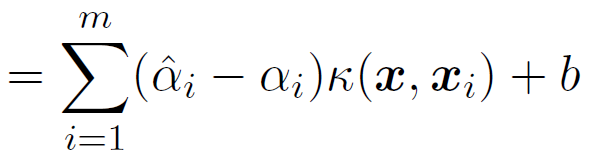 $= \sum_{i=1}^{m} (\hat{\alpha}_i - \alpha_i) \kappa(\boldsymbol{x}, \boldsymbol{x}_i) + b$